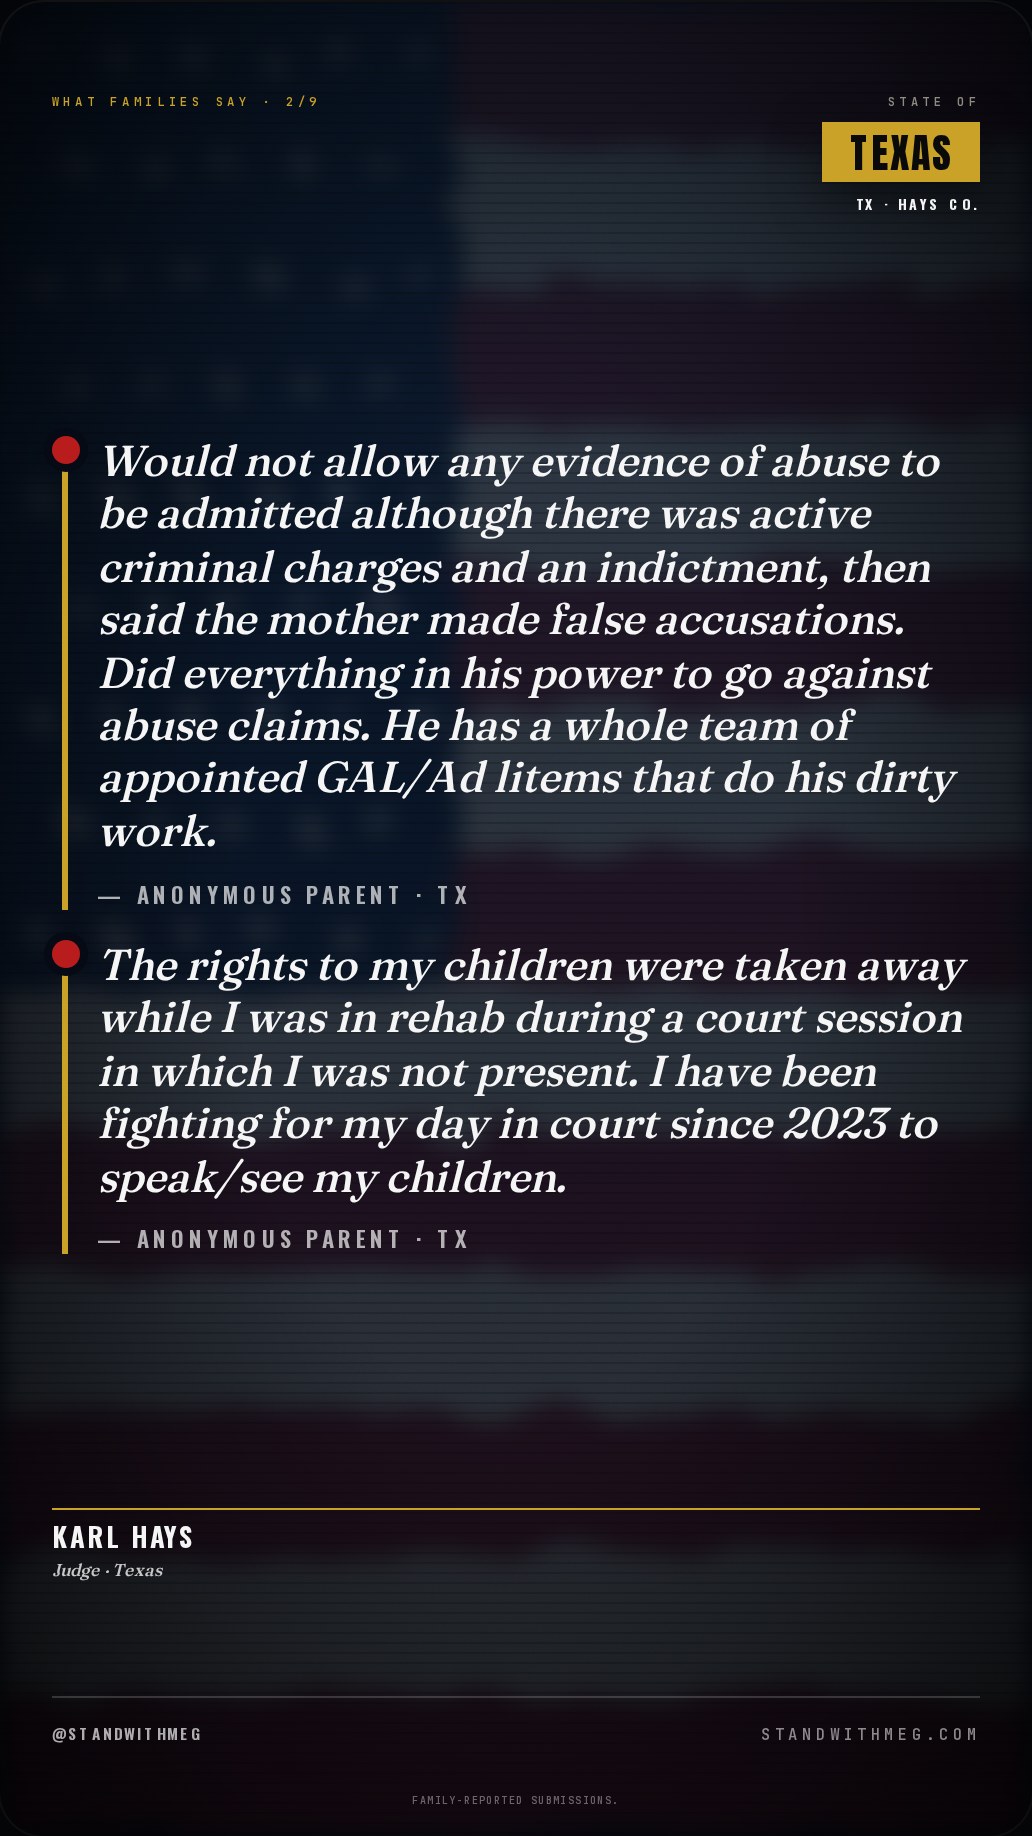 WHAT FAMILIES SAY · 2/9
STATE OF
TEXAS
TX · HAYS CO.
Would not allow any evidence of abuse to
be admitted although there was active
criminal charges and an indictment, then
said the mother made false accusations.
Did everything in his power to go against
abuse claims. He has a whole team of
appointed GAL/Ad litems that do his dirty
work.
— ANONYMOUS PARENT · TX
The rights to my children were taken away
while I was in rehab during a court session
in which I was not present. I have been
fighting for my day in court since 2023 to
speak/see my children.
— ANONYMOUS PARENT · TX
KARL HAYS
Judge · Texas
@STANDWITHMEG
STANDWITHMEG.COM
FAMILY-REPORTED SUBMISSIONS.